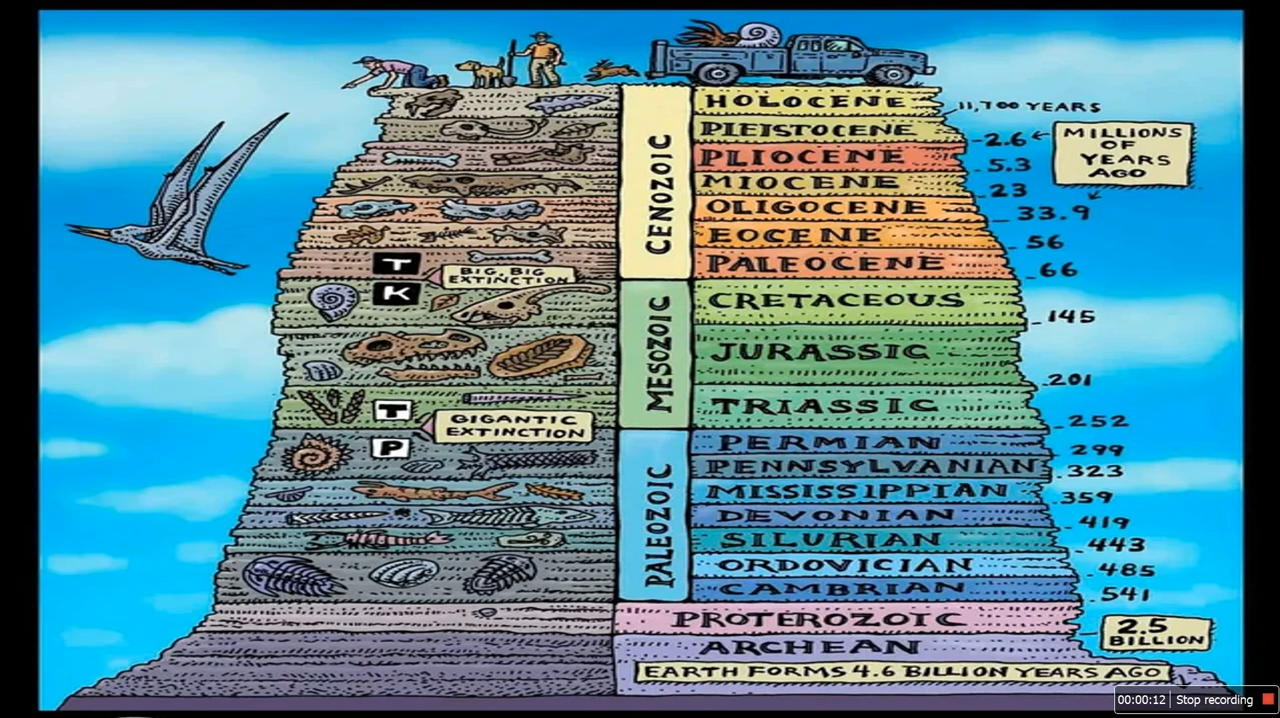 HOLOCENE
11,700 YEARS
PLEISTOCENE
2.6
MILLIONS
OF
YEARS
AGO
PLIOCENE
5.3
MIOCENE
23
OLIGOCENE
33.9
EOCENE
56
PALEOCENE
66
CENOZOIC
T
BIG, BIG
EXTINCTION
K
CRETACEOUS
145
JURASSIC
201
TRIASSIC
252
MESOZOIC
T
GIGANTIC
EXTINCTION
P
PERMIAN
299
PENNSYLVANIAN
323
MISSISSIPPIAN
359
DEVONIAN
419
SILURIAN
443
ORDOVICIAN
485
CAMBRIAN
541
PALEOZOIC
PROTEROZOIC
2.5
BILLION
ARCHEAN
EARTH FORMS 4.6 BILLION YEARS AGO
00:00:12 Stop recording